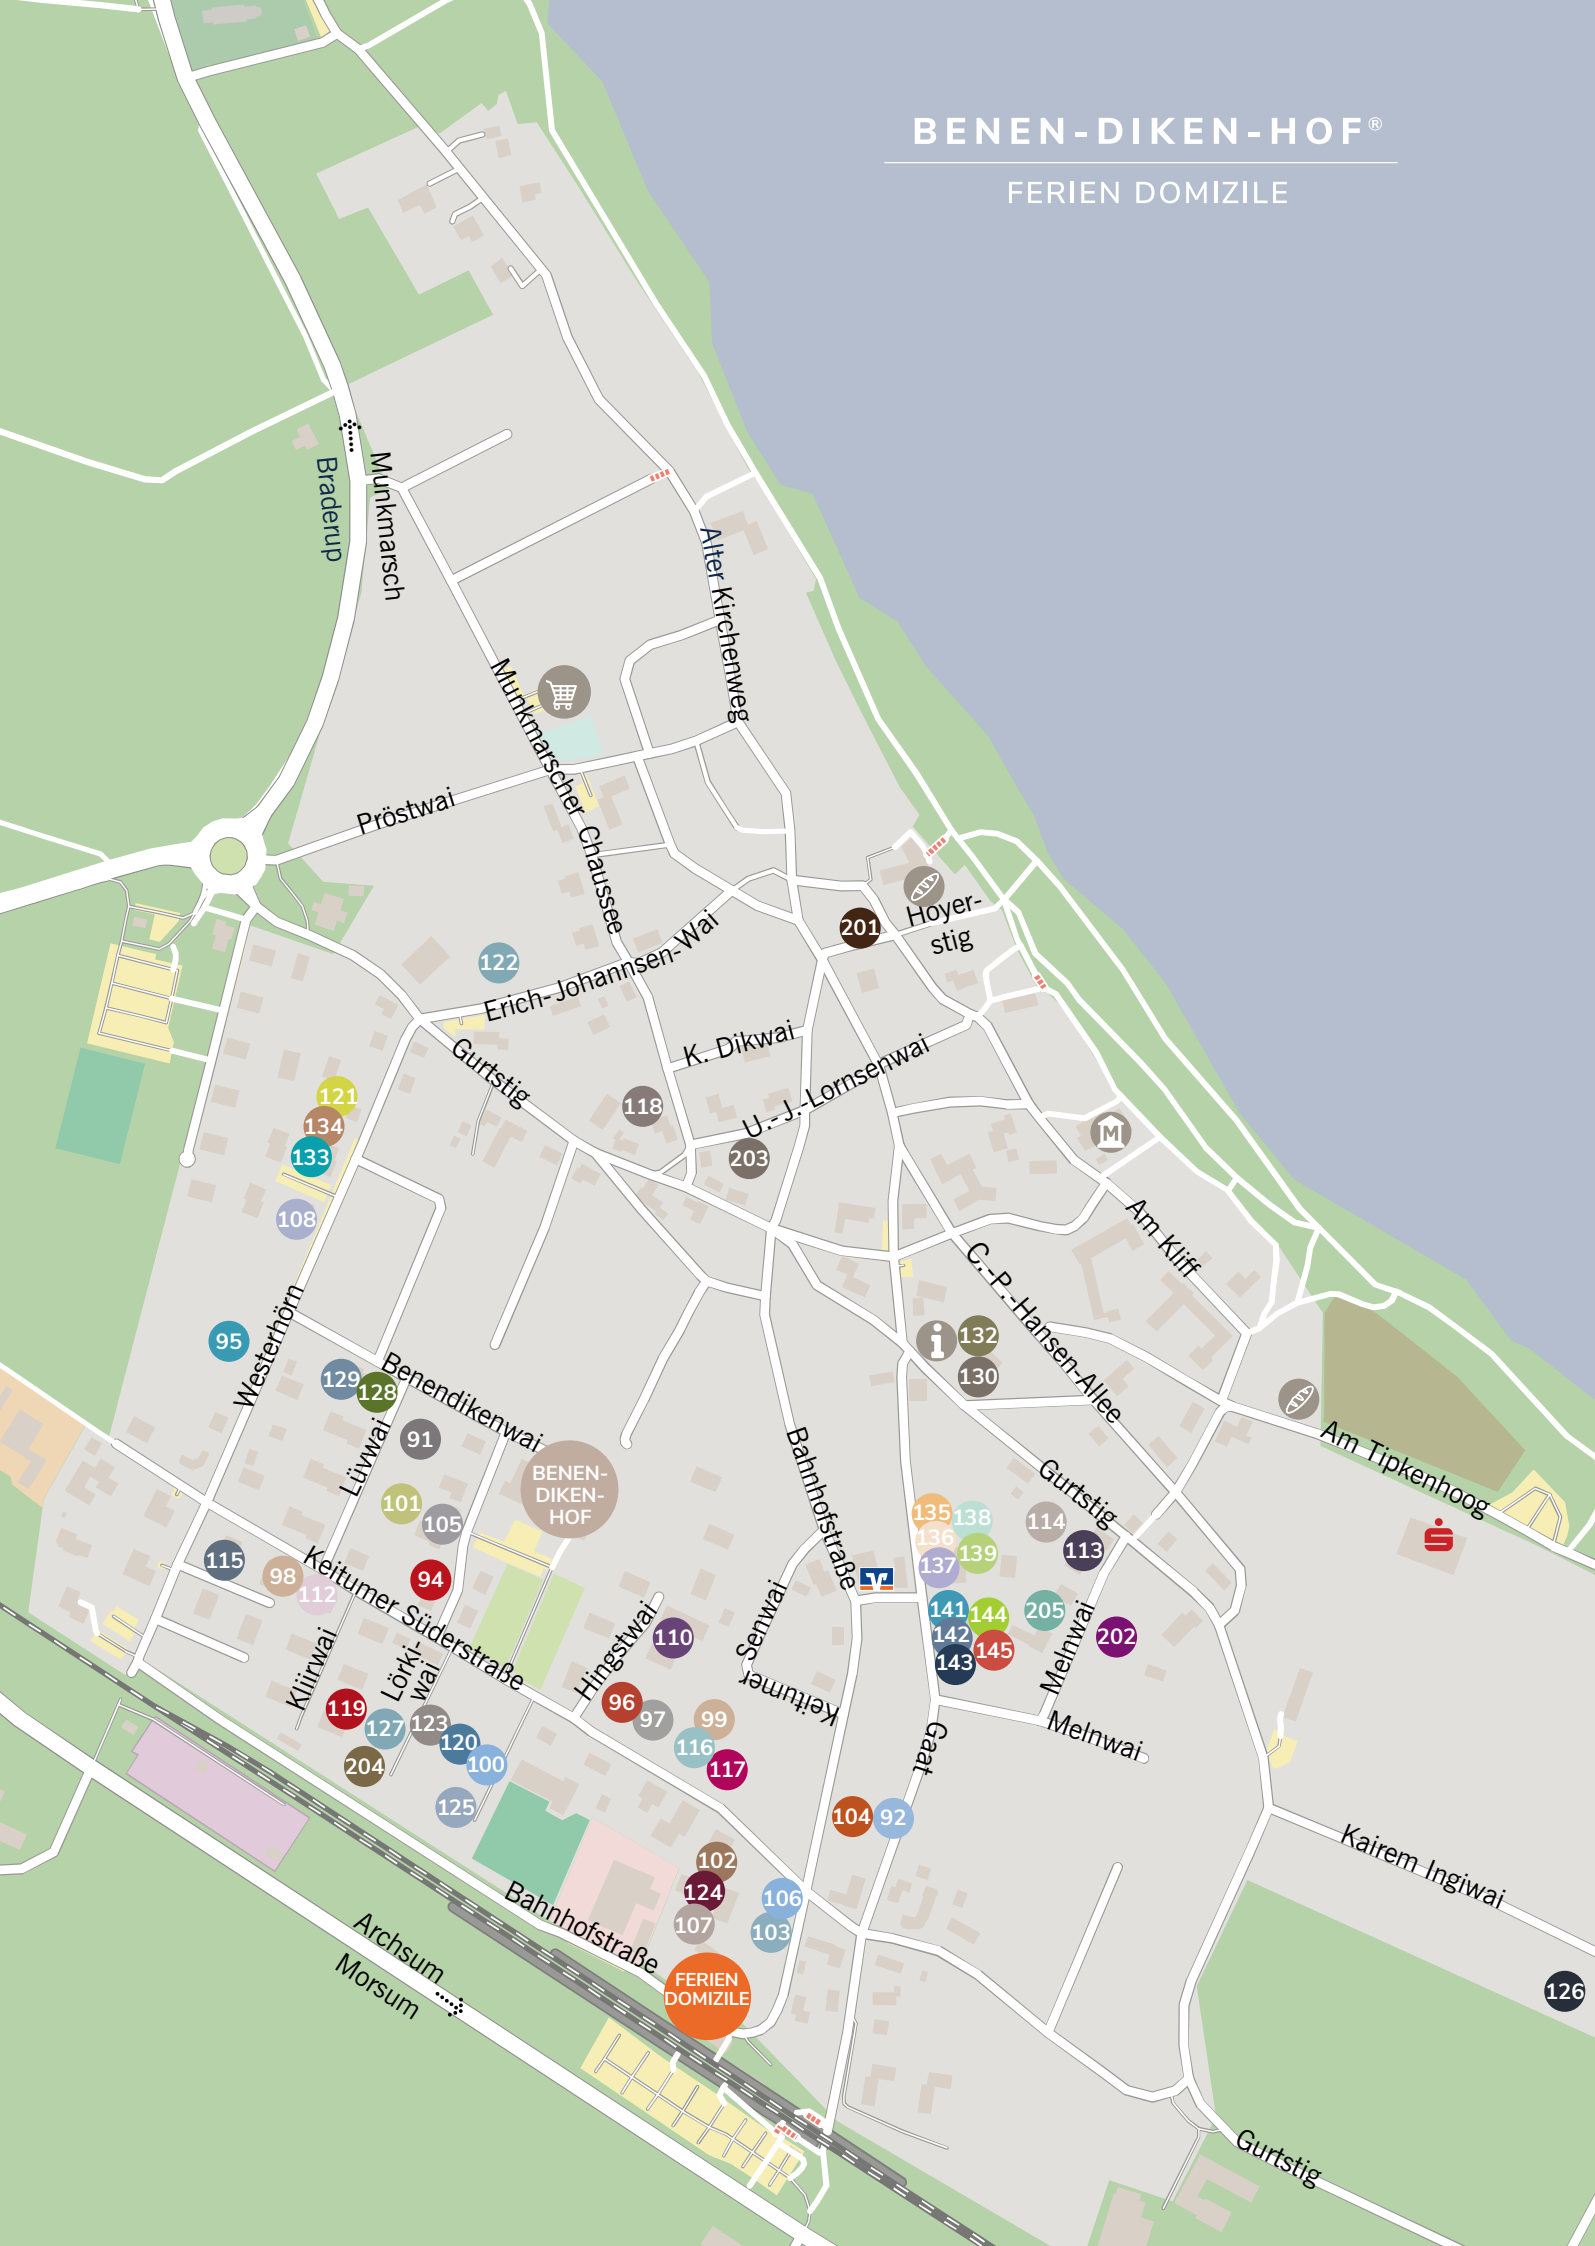 BENEN-DIKEN-HOF®
FERIEN DOMIZILE
Braderup
Munkmarsch
Alter Kirchenweg
Munkmarscher Chaussee
Pröstwai
201
Hoyer-
stig
122
Erich-Johannsen-Wai
K. Dikwai
Gurtstig
U.-J.-Lornsenwai
121
118
134
133
203
M
108
Am Kliff
C.-P.-Hansen-Allee
Westerhörn
95
i
132
129
128
Benendikenwai
130
91
Lüvwai
Bahnhofstraße
Am Tipkenhoog
BENEN-
DIKEN-
HOF
101
105
Gurtstig
135
138
114
136
139
137
113
115
98
112
94
Keitumer Süderstraße
Hingstwai
110
Senwai
Keitumer
141
144
205
142
143
145
202
Melnwai
Melnwai
Kliirwai
Lörki-
wai
119
127
123
120
100
204
125
96
97
99
116
117
Gaat
104
92
Kairem Ingiwai
102
124
107
106
103
Bahnhofstraße
Archsum
Morsum
FERIEN
DOMIZILE
126
Gurtstig